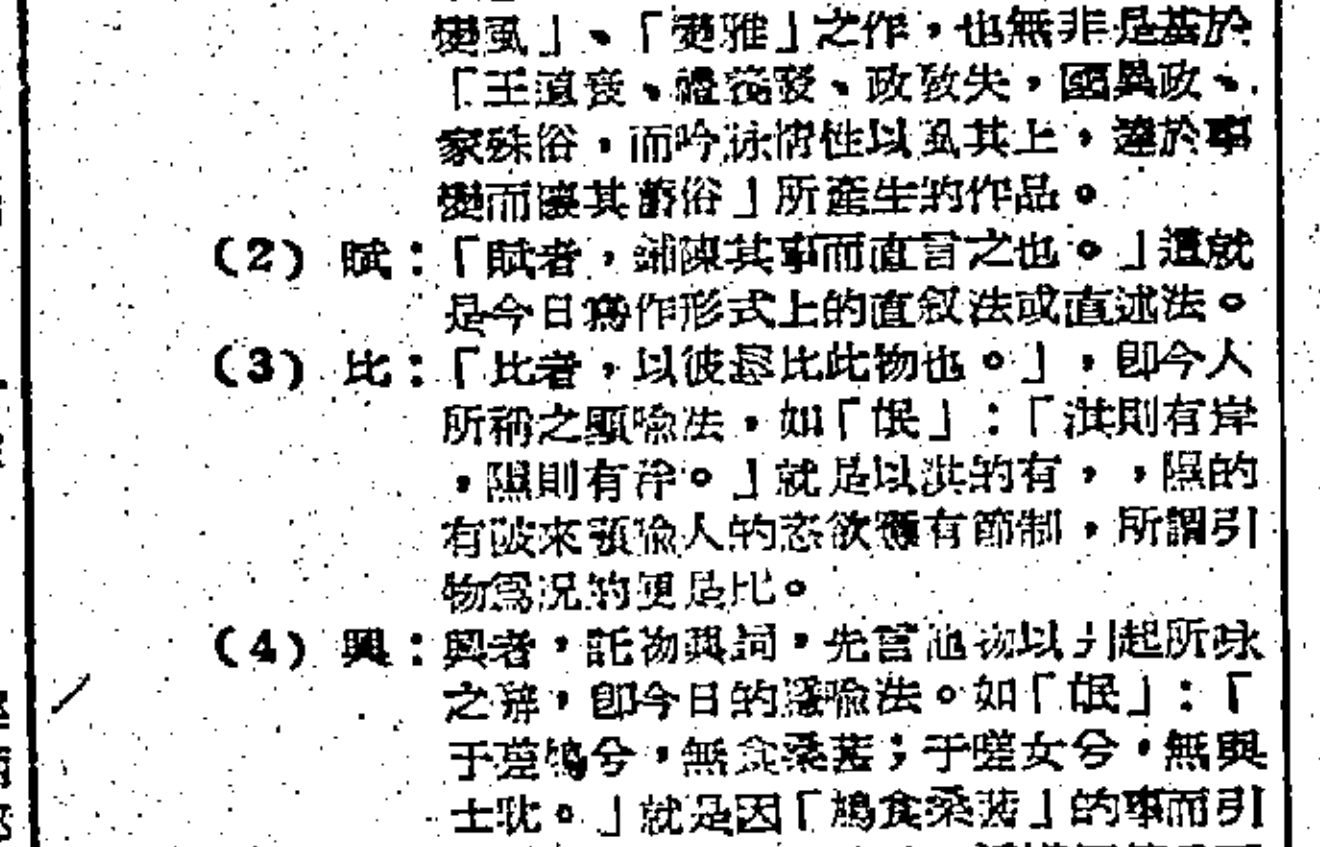 變風」、「變雅」之作,也無非是基於
「王道衰、禮義廢、政教失,國異政、
家殊俗,而吟詠情性以風其上,達於事
變而懷其舊俗」所產生的作品。
(2) 賦:「賦者,鋪陳其事而直言之也。」這就
是今日寫作形式上的直敘法或直述法。
(3) 比:「比者,以彼物比此物也。」,即今人
所稱之顯喻法,如「氓」:「淇則有岸
,隰則有泮。」就是以淇的有,,隰的
有陂來預喻人的恣欲須有節制,所謂引
物為況的便是比。
(4) 興:興者,託物興詞,先言他物以引起所詠
之辭,即今日的隱喻法。如「氓」:「
于嗟鳩兮,無食桑葚;于嗟女兮,無與
士耽。」就是因「鳩食桑葚」的事而引